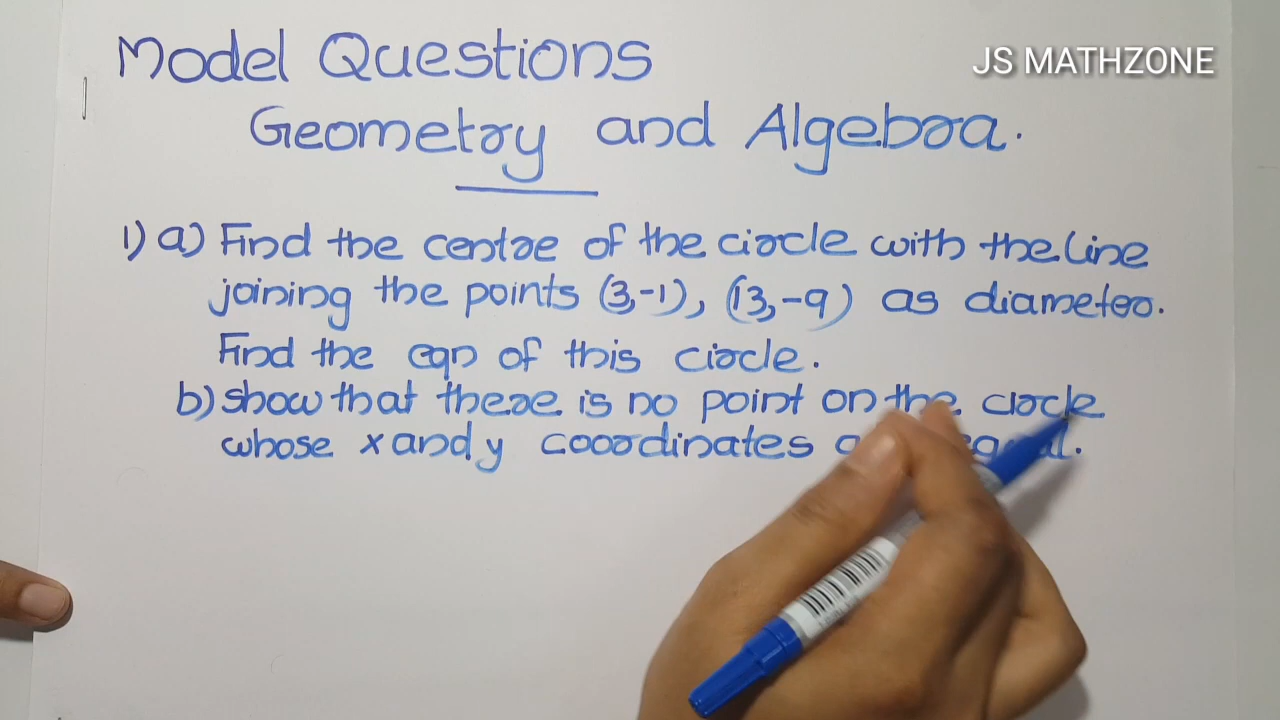 Model Questions
JS MATHZONE
Geometry and Algebra.
1) a) Find the centre of the circle with the line
joining the points (3,-1), (13,-9) as diameter.
Find the eqn of this circle.
b) show that there is no point on the circle
whose x and y coordinates equal.